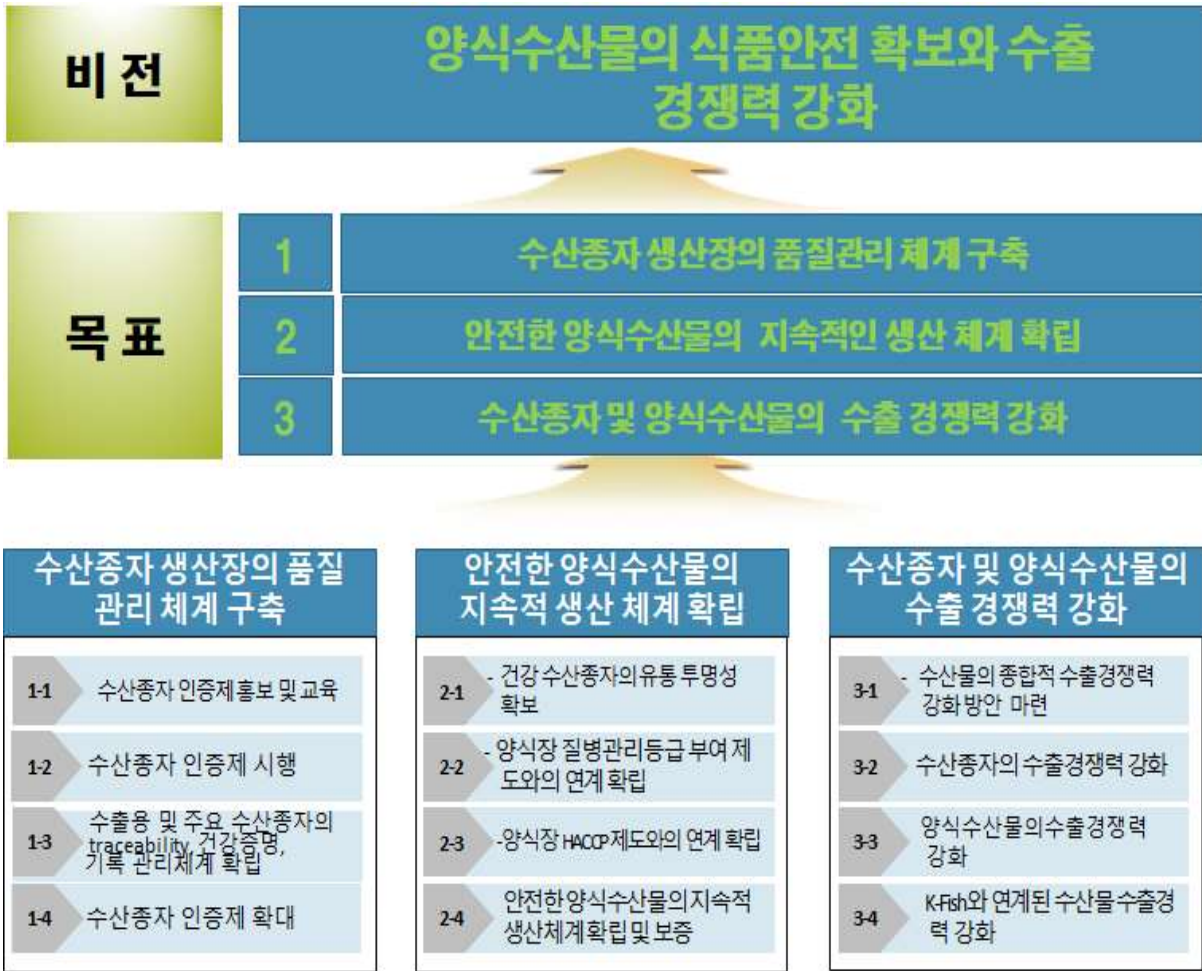 비 전
양식수산물의 식품안전 확보와 수출
경쟁력 강화
목 표
1
수산종자 생산장의 품질관리 체계 구축
2
안전한 양식수산물의 지속적인 생산 체계 확립
3
수산종자 및 양식수산물의 수출 경쟁력 강화
수산종자 생산장의 품질
관리 체계 구축
1-1
수산종자 인증제 홍보 및 교육
1-2
수산종자 인증제 시행
1-3
수출용 및 주요 수산종자의
traceability, 건강증명,
기록 관리체계 확립
1-4
수산종자 인증제 확대
안전한 양식수산물의
지속적 생산 체계 확립
2-1
- 건강 수산종자의 유통 투명성
확보
2-2
- 양식장 질병관리등급 부여 제
도와의 연계 확립
2-3
-양식장 HACCP 제도와의 연계 확립
2-4
안전한 양식수산물의 지속적
생산체계 확립 및 보증
수산종자 및 양식수산물의
수출 경쟁력 강화
3-1
- 수산물의 종합적 수출경쟁력
강화 방안 마련
3-2
수산종자의 수출경쟁력 강화
3-3
양식수산물의 수출경쟁력
강화
3-4
K-Fish와 연계된 수산물 수출경
력 강화